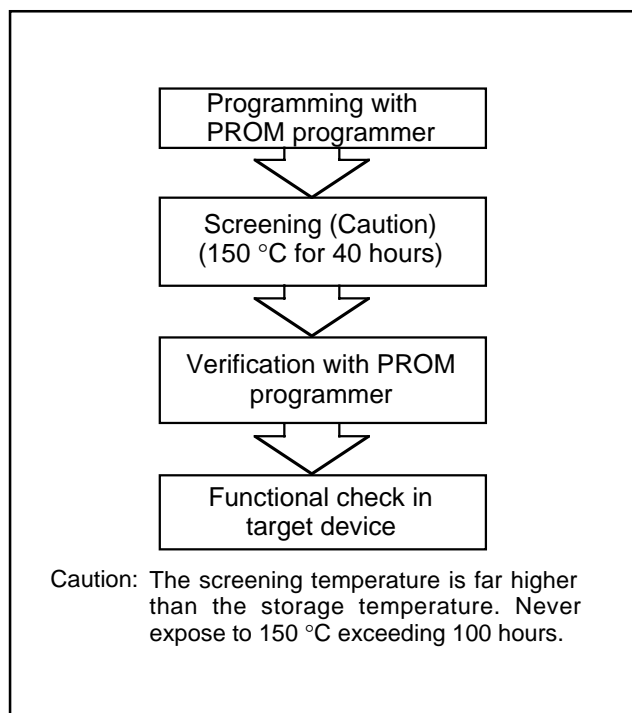 Programming with
PROM programmer
Screening (Caution)
(150 °C for 40 hours)
Verification with PROM
programmer
Functional check in
target device
Caution: The screening temperature is far higher
than the storage temperature. Never
expose to 150 °C exceeding 100 hours.